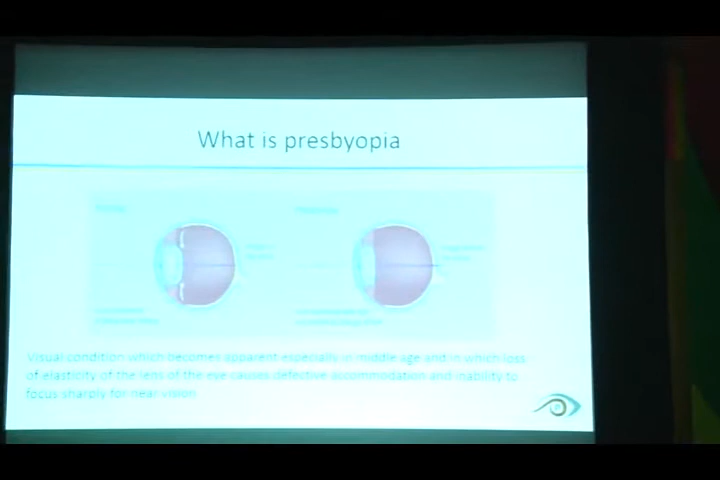 What is presbyopia
Visual condition which becomes apparent especially in middle age and in which loss
of elasticity of the lens of the eye causes defective accommodation and inability to
focus sharply for near vision